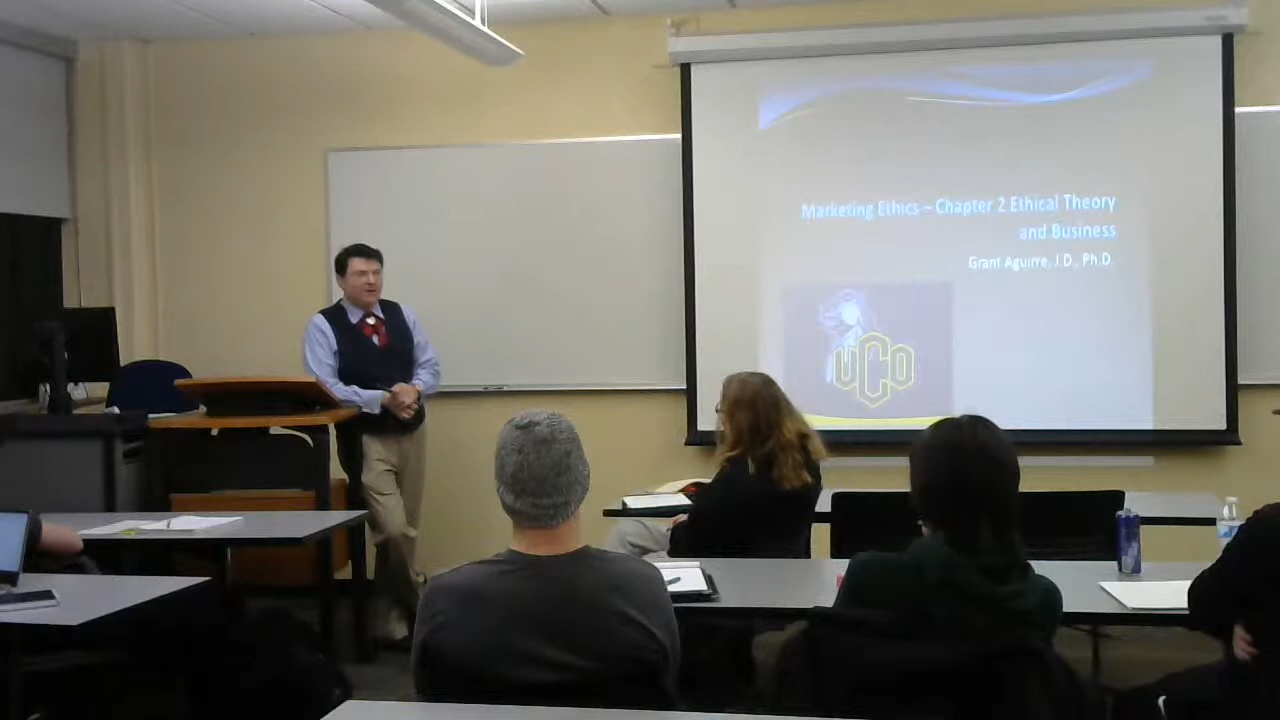 Marketing Ethics – Chapter 2 Ethical Theory
and Business
Grant Aguirre, J.D., Ph.D.
UCO